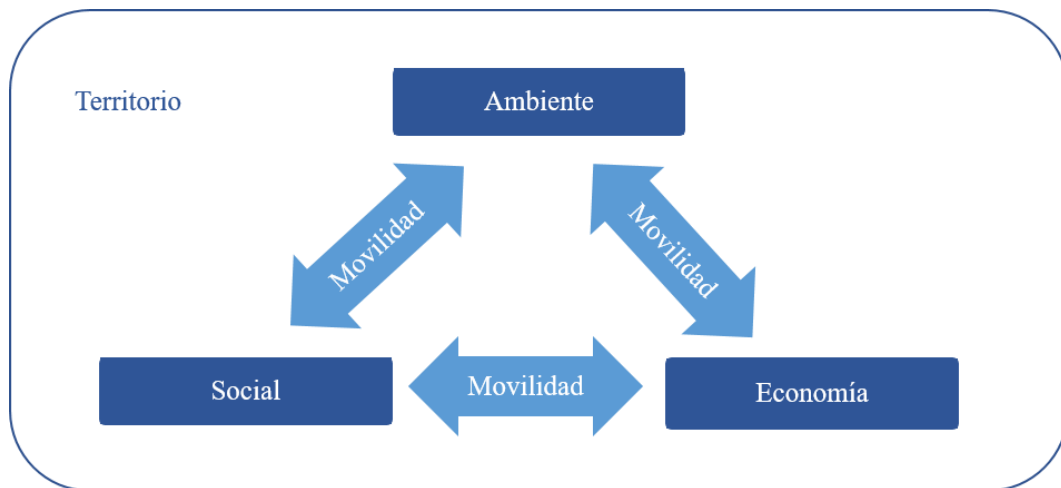 Territorio
Ambiente
Movilidad
Movilidad
Social
Movilidad
Economía